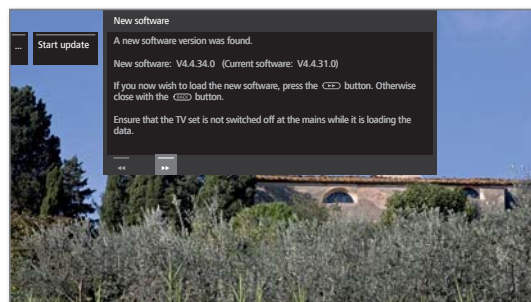 New software
... Start update
A new software version was found.
New software: V4.4.34.0 (Current software: V4.4.31.0)
If you now wish to load the new software, press the ▸▸ button. Otherwise
close with the BACK button.
Ensure that the TV set is not switched off at the mains while it is loading the
data.